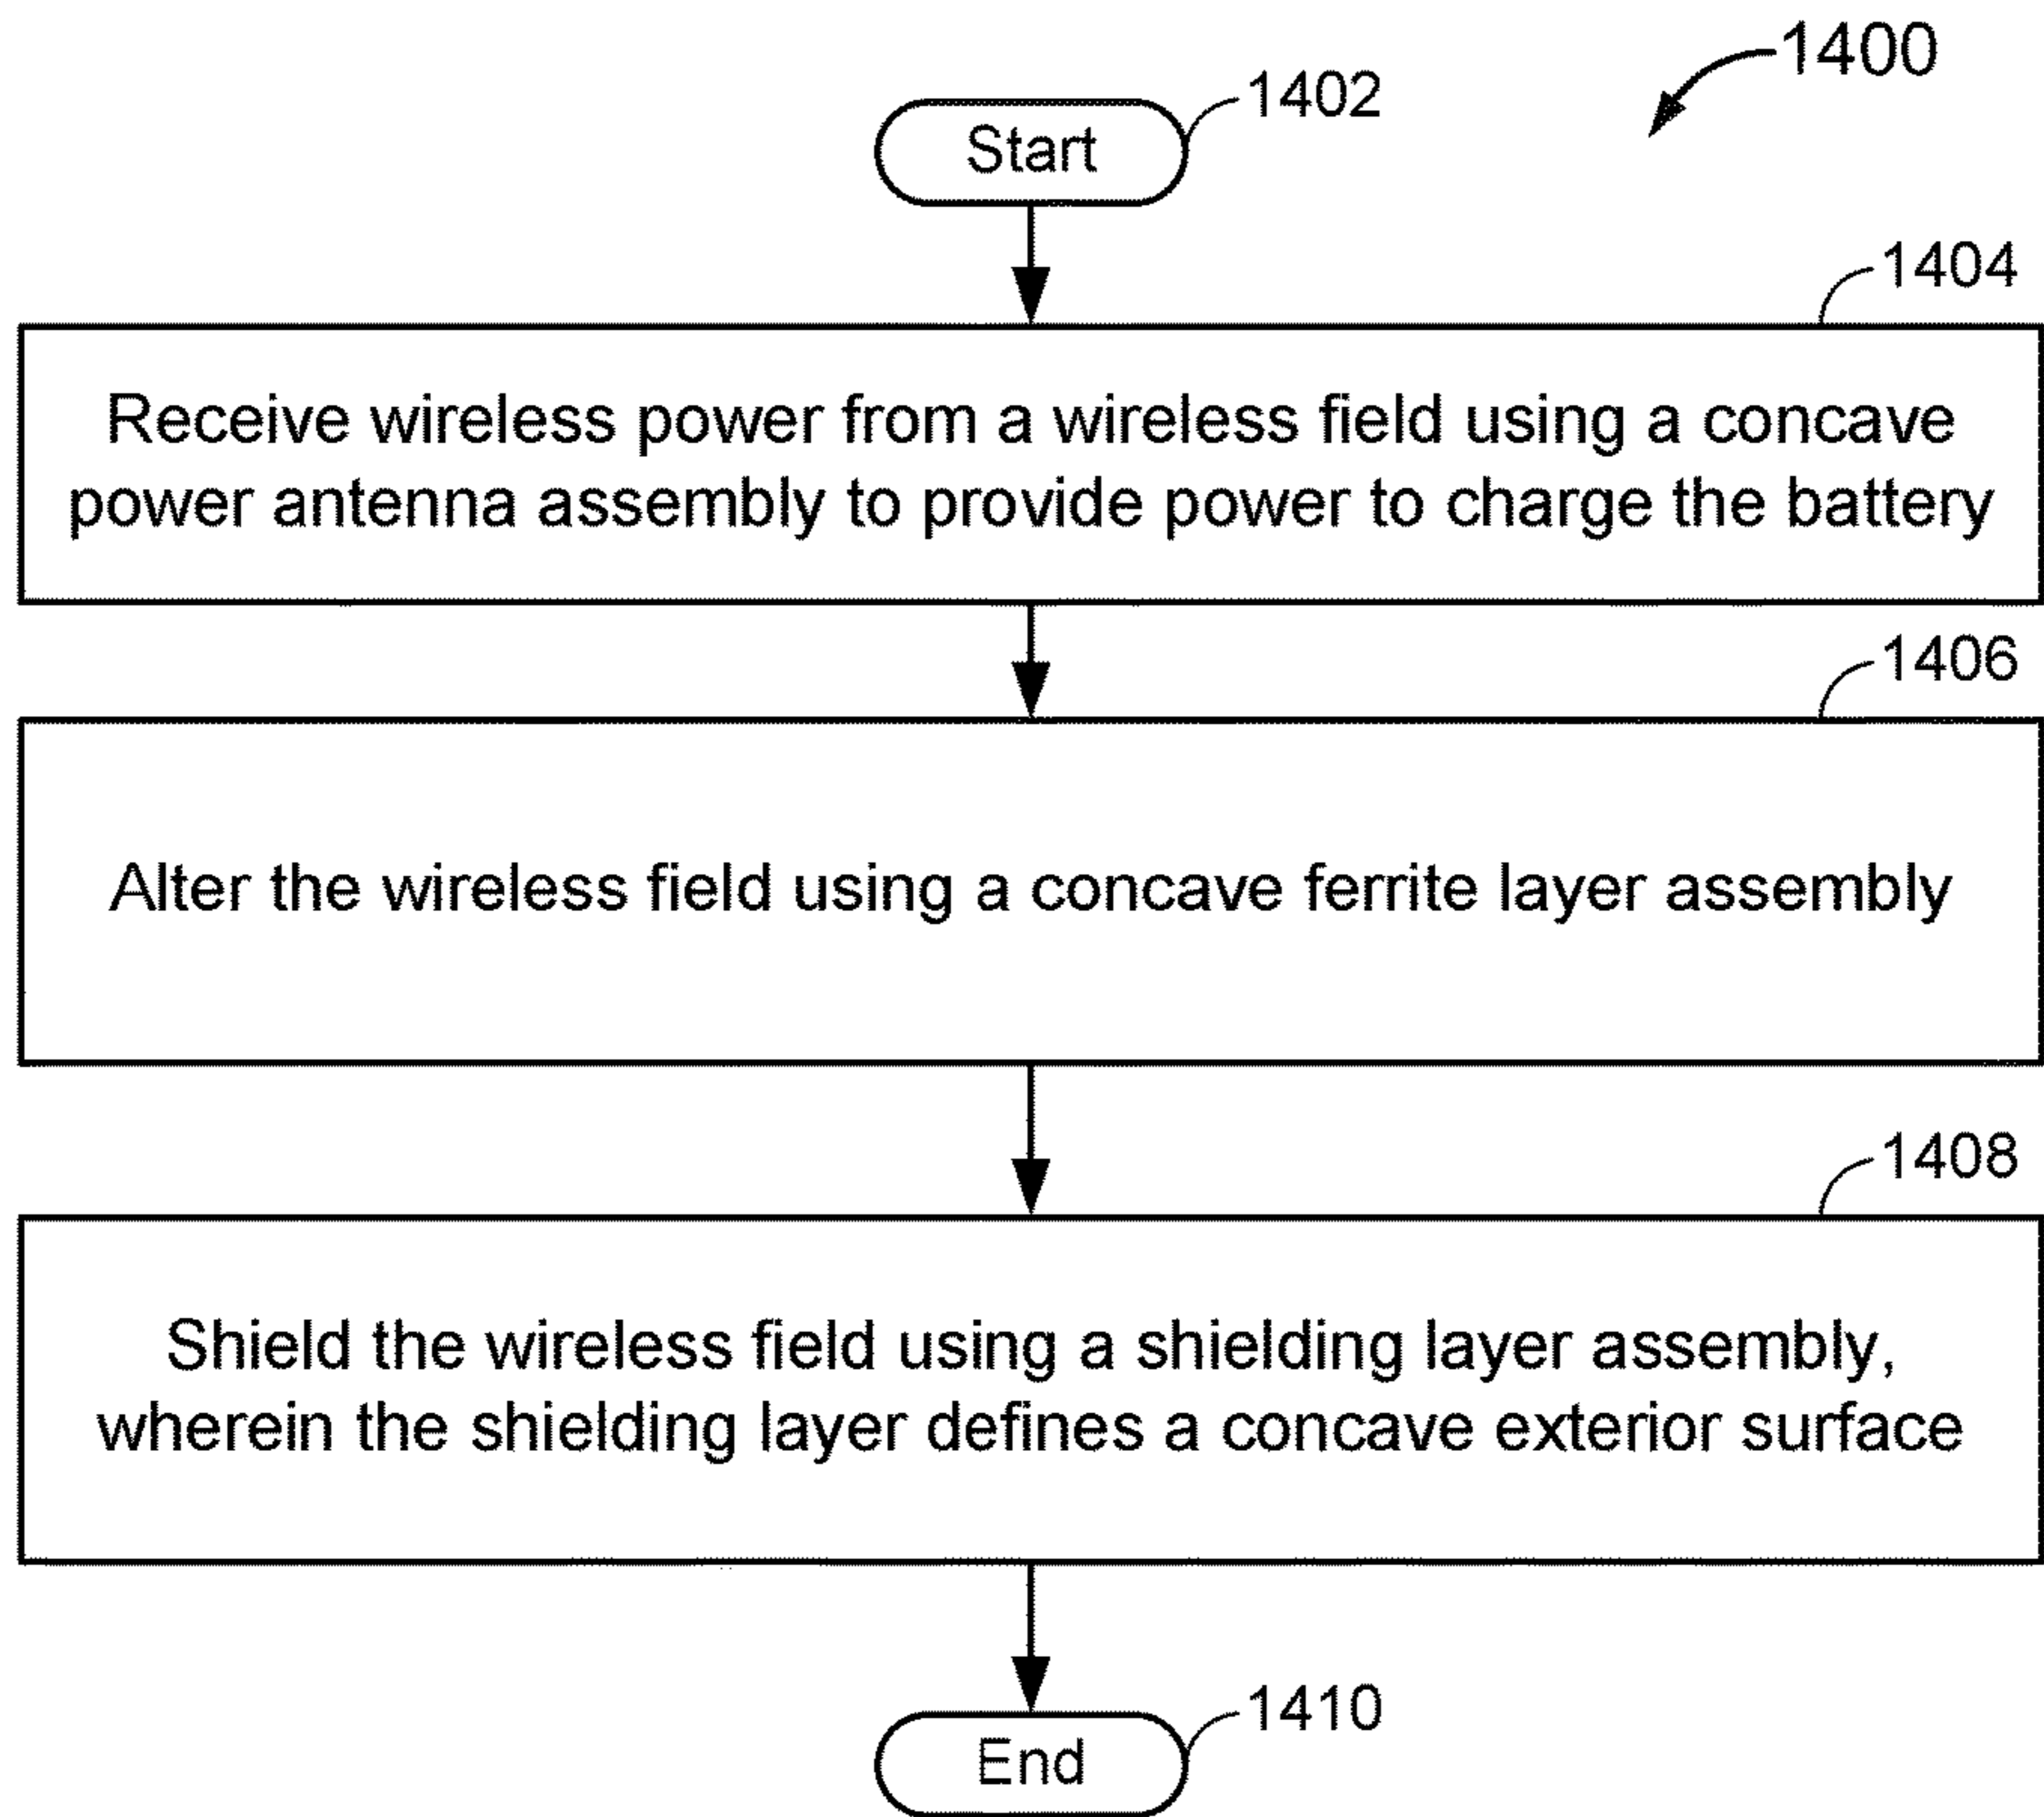 1400
1402
Start
1404
Receive wireless power from a wireless field using a concave
power antenna assembly to provide power to charge the battery
1406
Alter the wireless field using a concave ferrite layer assembly
1408
Shield the wireless field using a shielding layer assembly,
wherein the shielding layer defines a concave exterior surface
1410
End